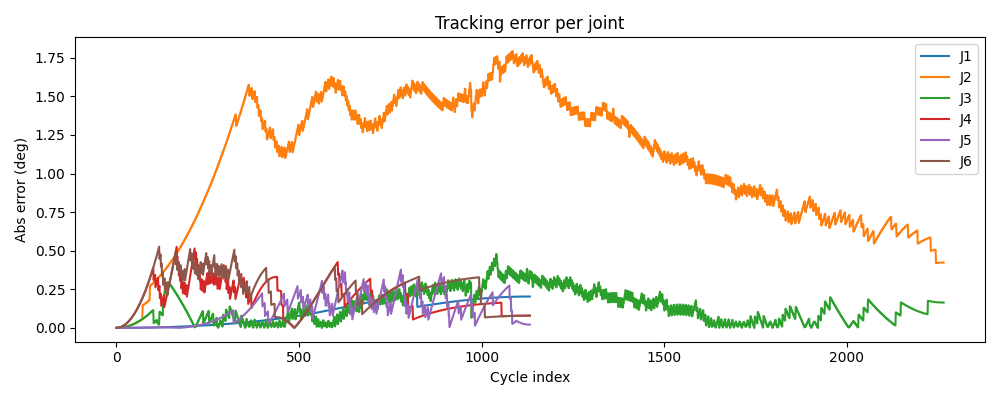 Tracking error per joint
Abs error (deg)
1.75
1.50
1.25
1.00
0.75
0.50
0.25
0.00
0 500 1000 1500 2000
Cycle index
J1
J2
J3
J4
J5
J6